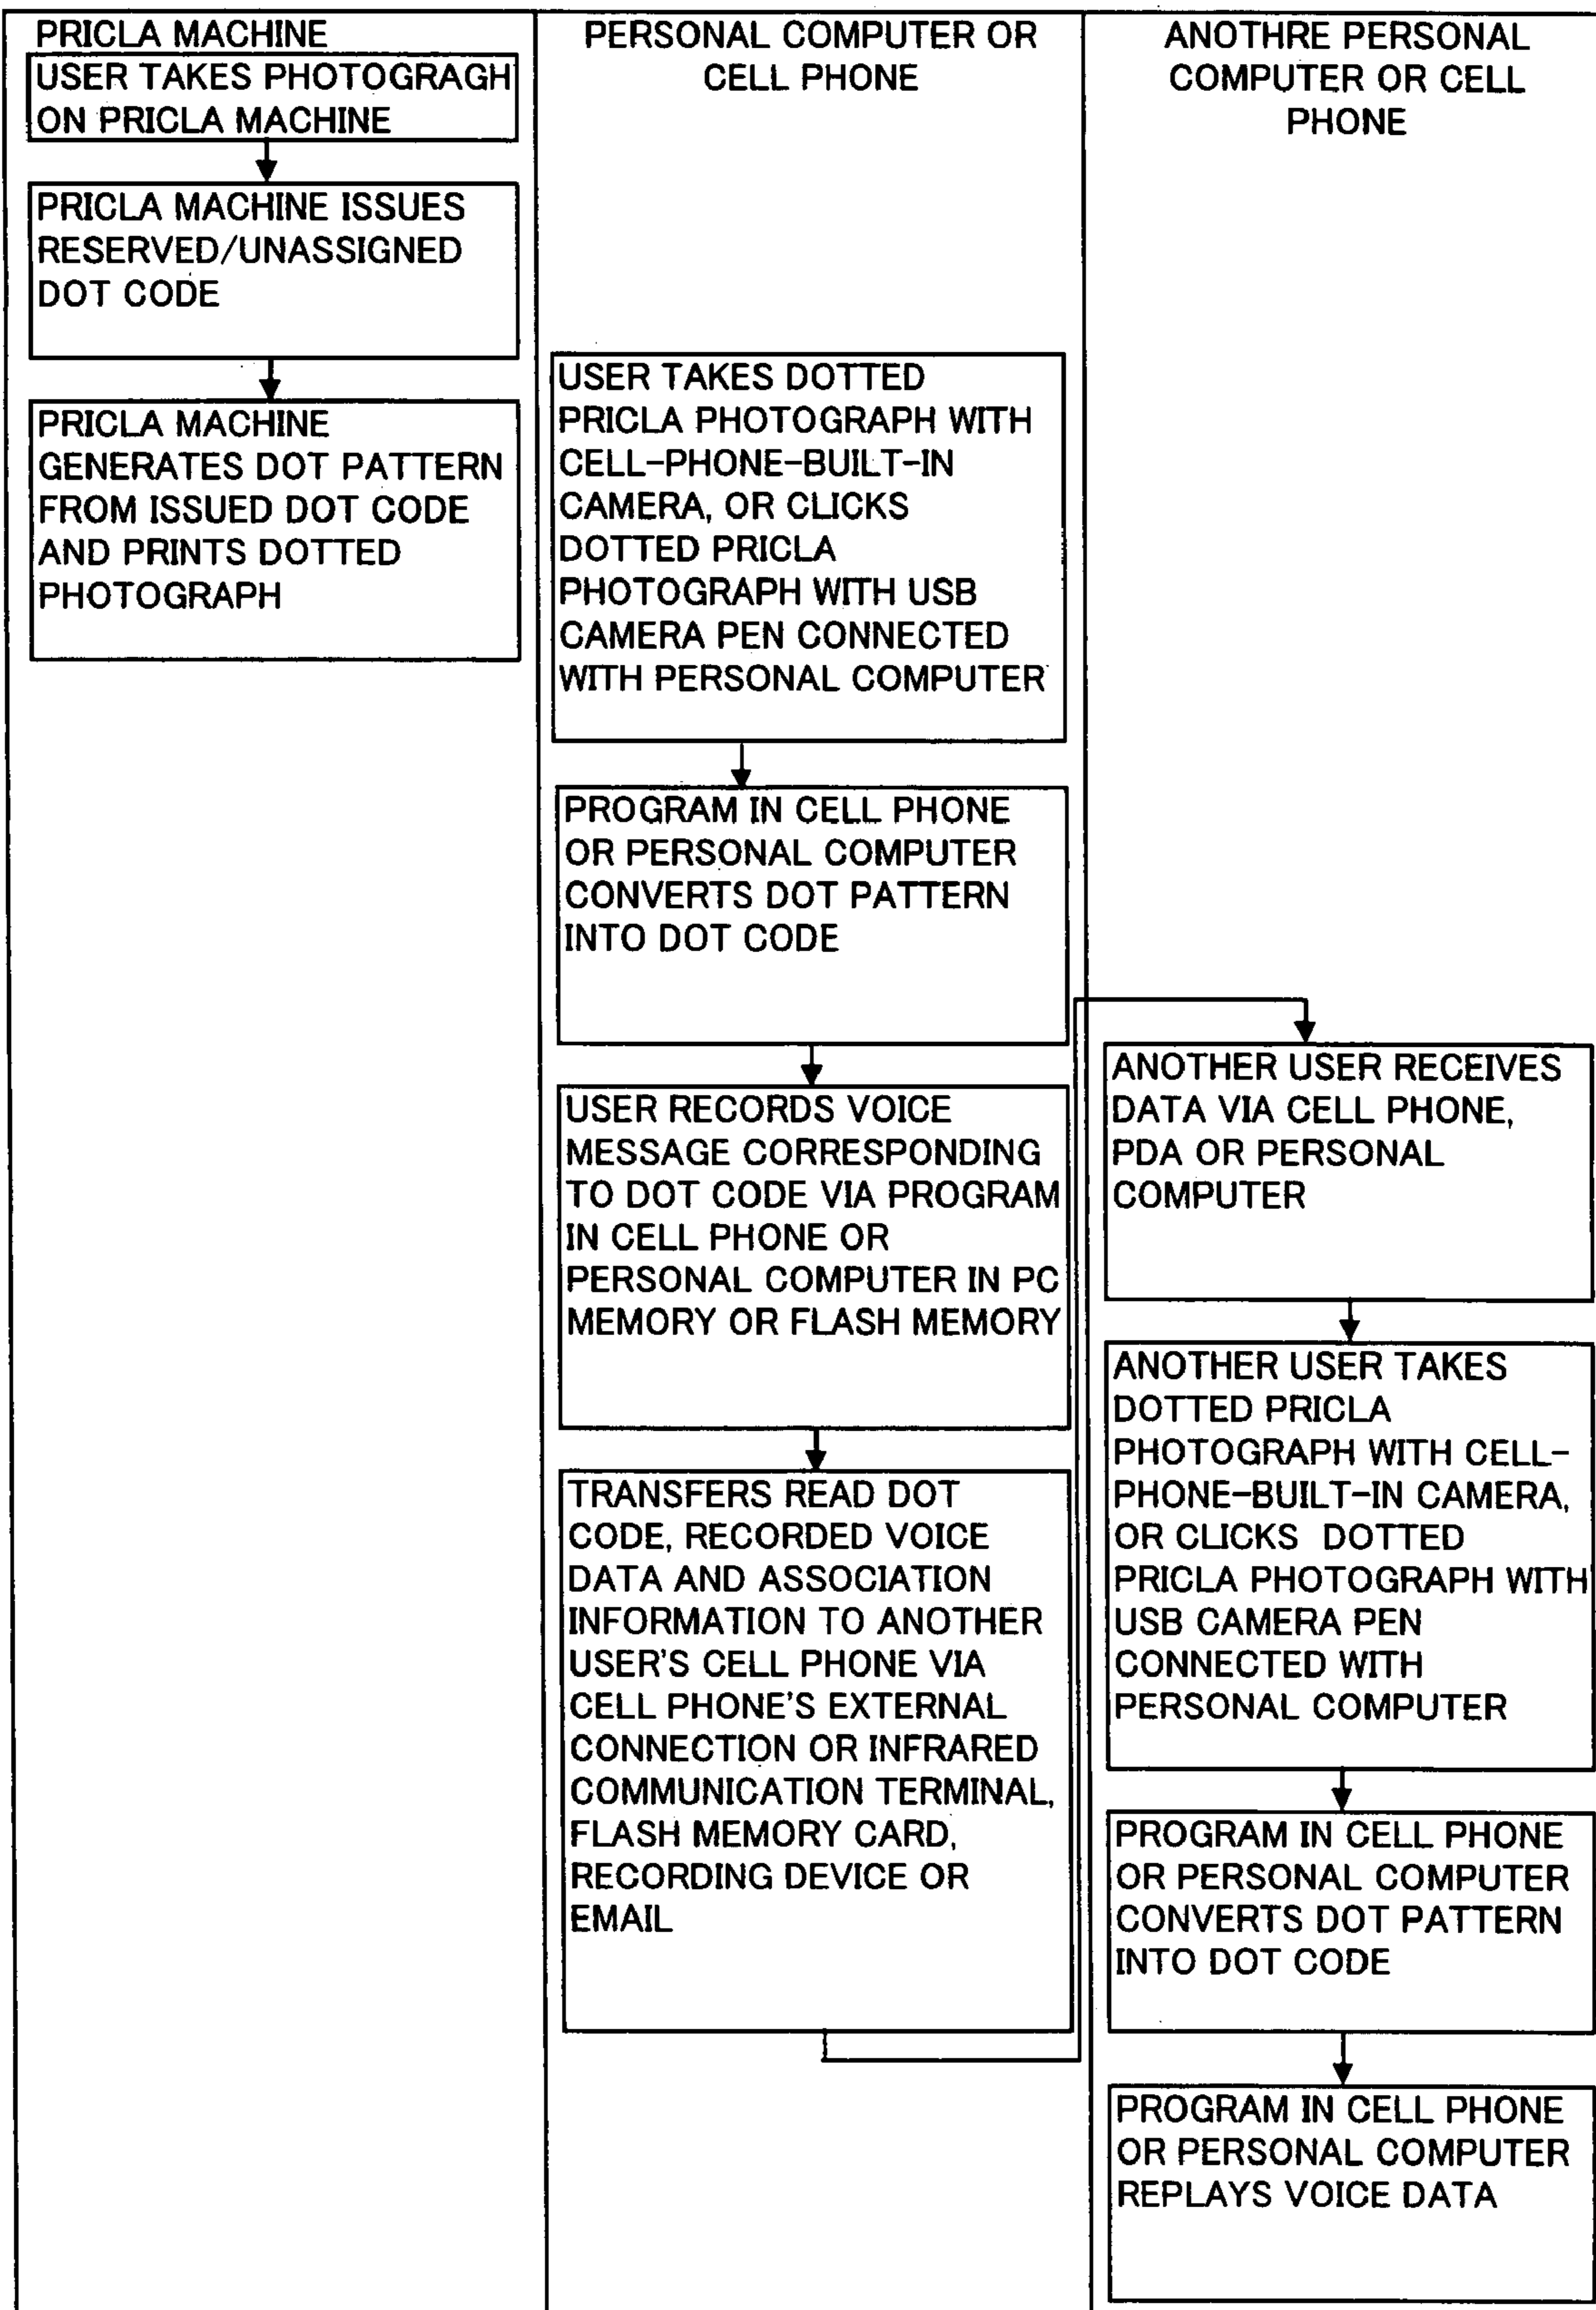 PRICLA MACHINE
USER TAKES PHOTOGRAGH
ON PRICLA MACHINE
PRICLA MACHINE ISSUES
RESERVED/UNASSIGNED
DOT CODE
PRICLA MACHINE
GENERATES DOT PATTERN
FROM ISSUED DOT CODE
AND PRINTS DOTTED
PHOTOGRAPH
PERSONAL COMPUTER OR
CELL PHONE
USER TAKES DOTTED
PRICLA PHOTOGRAPH WITH
CELL-PHONE-BUILT-IN
CAMERA, OR CLICKS
DOTTED PRICLA
PHOTOGRAPH WITH USB
CAMERA PEN CONNECTED
WITH PERSONAL COMPUTER
PROGRAM IN CELL PHONE
OR PERSONAL COMPUTER
CONVERTS DOT PATTERN
INTO DOT CODE
USER RECORDS VOICE
MESSAGE CORRESPONDING
TO DOT CODE VIA PROGRAM
IN CELL PHONE OR
PERSONAL COMPUTER IN PC
MEMORY OR FLASH MEMORY
TRANSFERS READ DOT
CODE, RECORDED VOICE
DATA AND ASSOCIATION
INFORMATION TO ANOTHER
USER'S CELL PHONE VIA
CELL PHONE'S EXTERNAL
CONNECTION OR INFRARED
COMMUNICATION TERMINAL,
FLASH MEMORY CARD,
RECORDING DEVICE OR
EMAIL
ANOTHRE PERSONAL
COMPUTER OR CELL
PHONE
ANOTHER USER RECEIVES
DATA VIA CELL PHONE,
PDA OR PERSONAL
COMPUTER
ANOTHER USER TAKES
DOTTED PRICLA
PHOTOGRAPH WITH CELL-
PHONE-BUILT-IN CAMERA,
OR CLICKS DOTTED
PRICLA PHOTOGRAPH WITH
USB CAMERA PEN
CONNECTED WITH
PERSONAL COMPUTER
PROGRAM IN CELL PHONE
OR PERSONAL COMPUTER
CONVERTS DOT PATTERN
INTO DOT CODE
PROGRAM IN CELL PHONE
OR PERSONAL COMPUTER
REPLAYS VOICE DATA